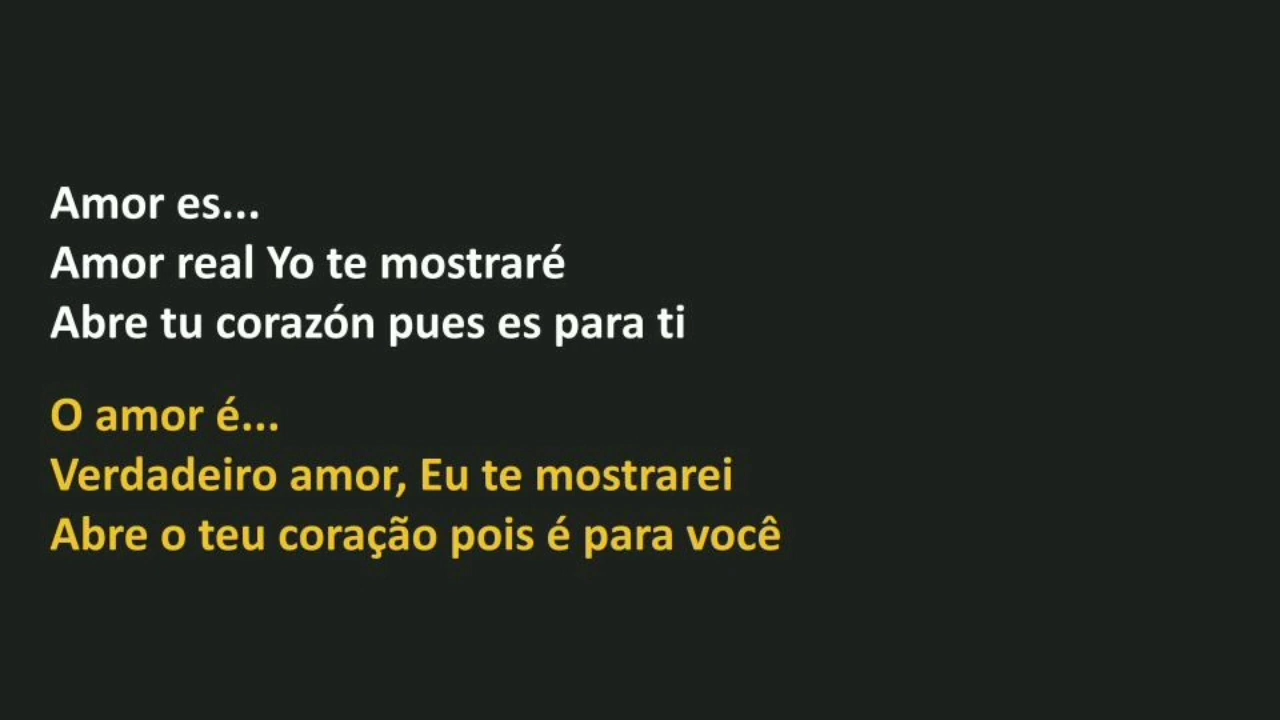 Amor es...
Amor real Yo te mostraré
Abre tu corazón pues es para ti
O amor é...
Verdadeiro amor, Eu te mostrarei
Abre o teu coração pois é para você